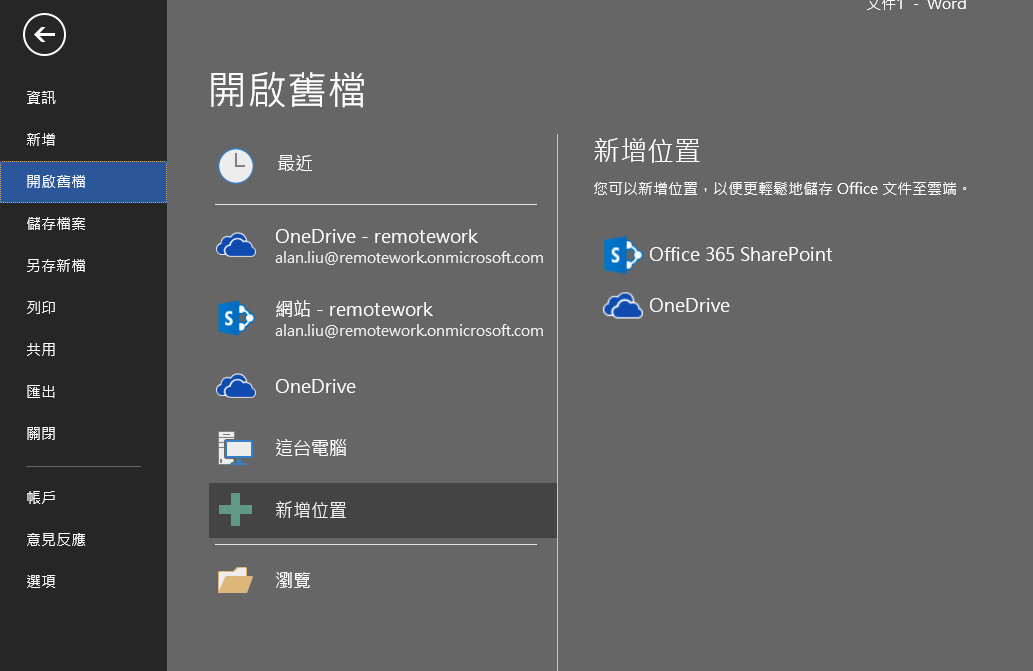 文件1 - Word
資訊
新增
開啟舊檔
儲存檔案
另存新檔
列印
共用
匯出
關閉
帳戶
意見反應
選項
開啟舊檔
最近
OneDrive - remotework
alan.liu@remotework.onmicrosoft.com
網站 - remotework
alan.liu@remotework.onmicrosoft.com
OneDrive
這台電腦
新增位置
瀏覽
新增位置
您可以新增位置，以便更輕鬆地儲存 Office 文件至雲端。
Office 365 SharePoint
OneDrive